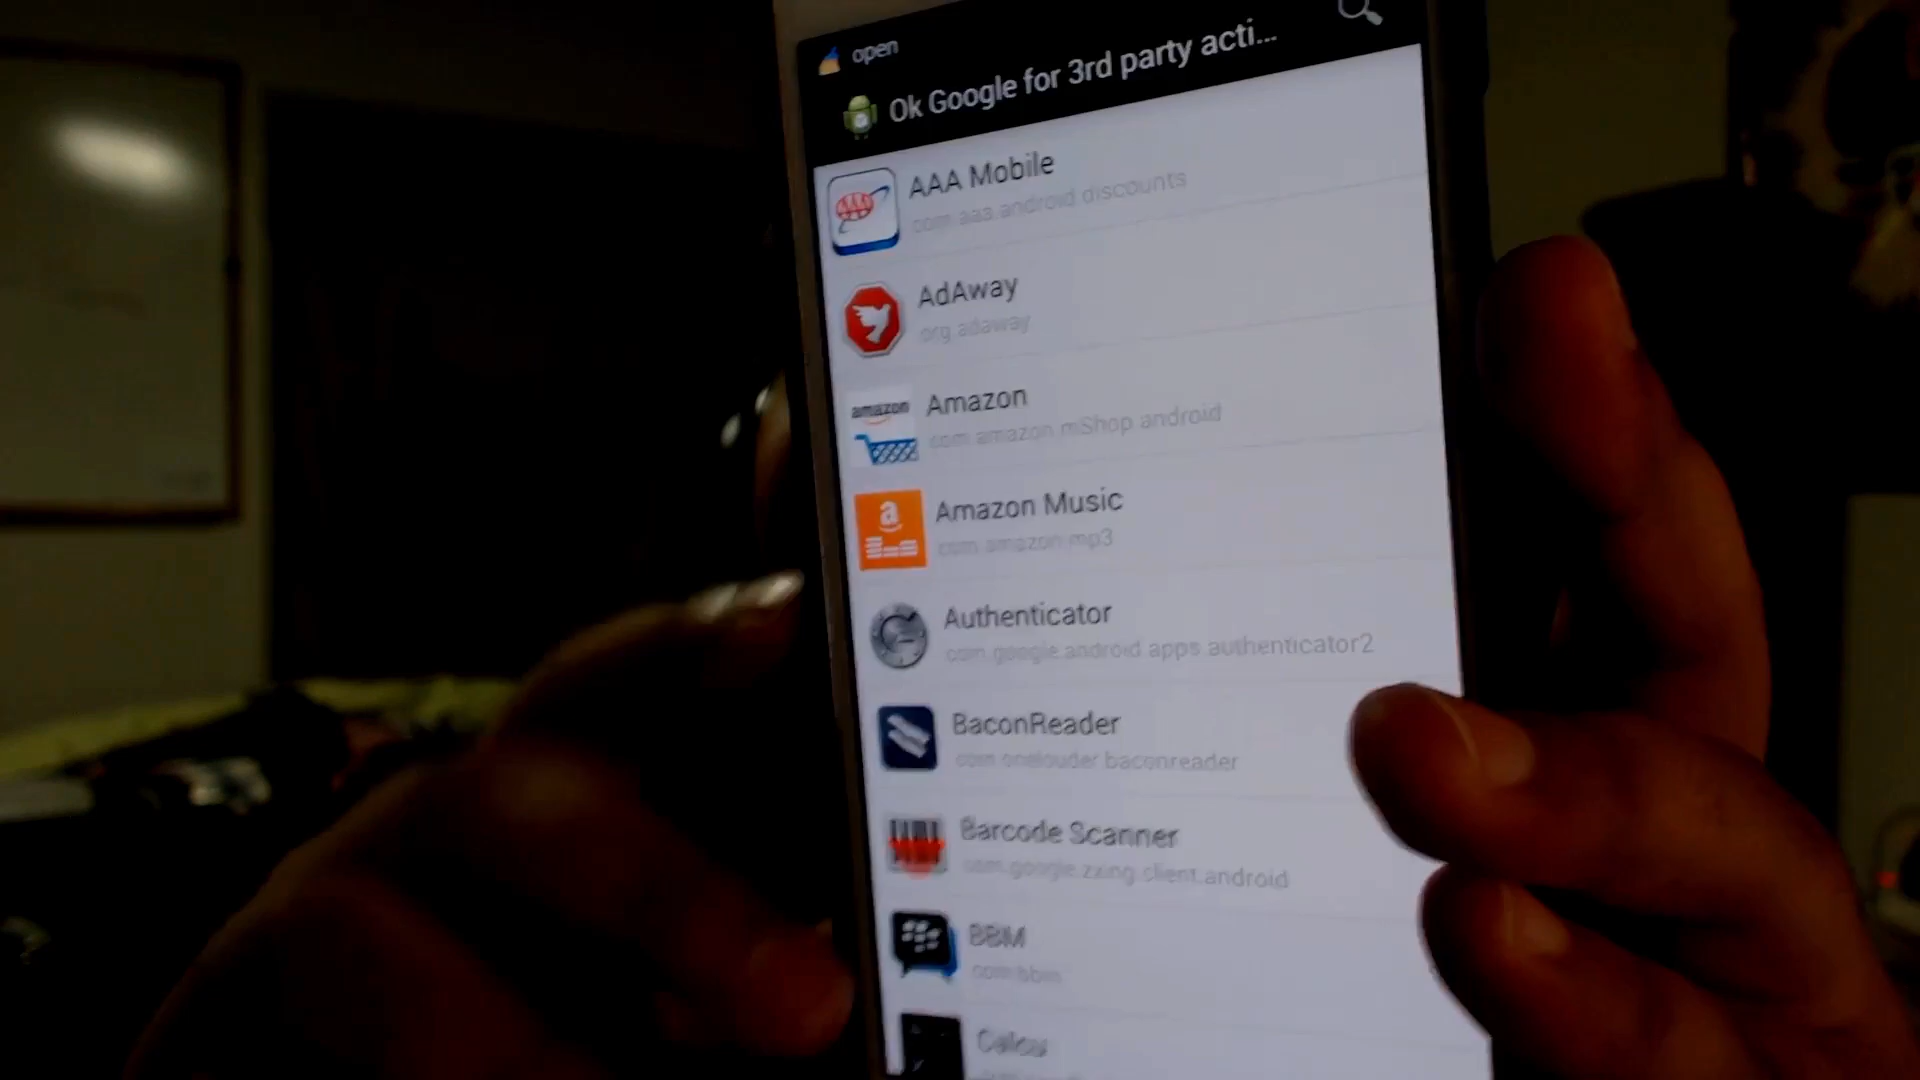 open
Ok Google for 3rd party acti...
AAA Mobile
com.aaa.android.discounts
AdAway
org.adaway
amazon
Amazon
com.amazon.mShop.android
Amazon Music
com.amazon.mp3
Authenticator
com.google.android.apps.authenticator2
BaconReader
com.onelouder.baconreader
Barcode Scanner
com.google.zxing.client.android
BBM
com.bbm